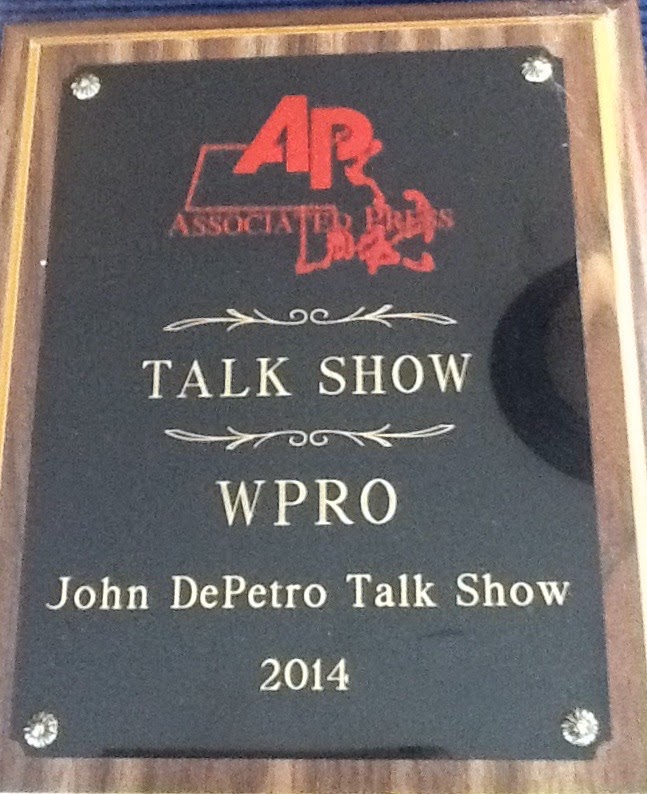 AP
ASSOCIATED PRESS
TALK SHOW
WPRO
John DePetro Talk Show
2014